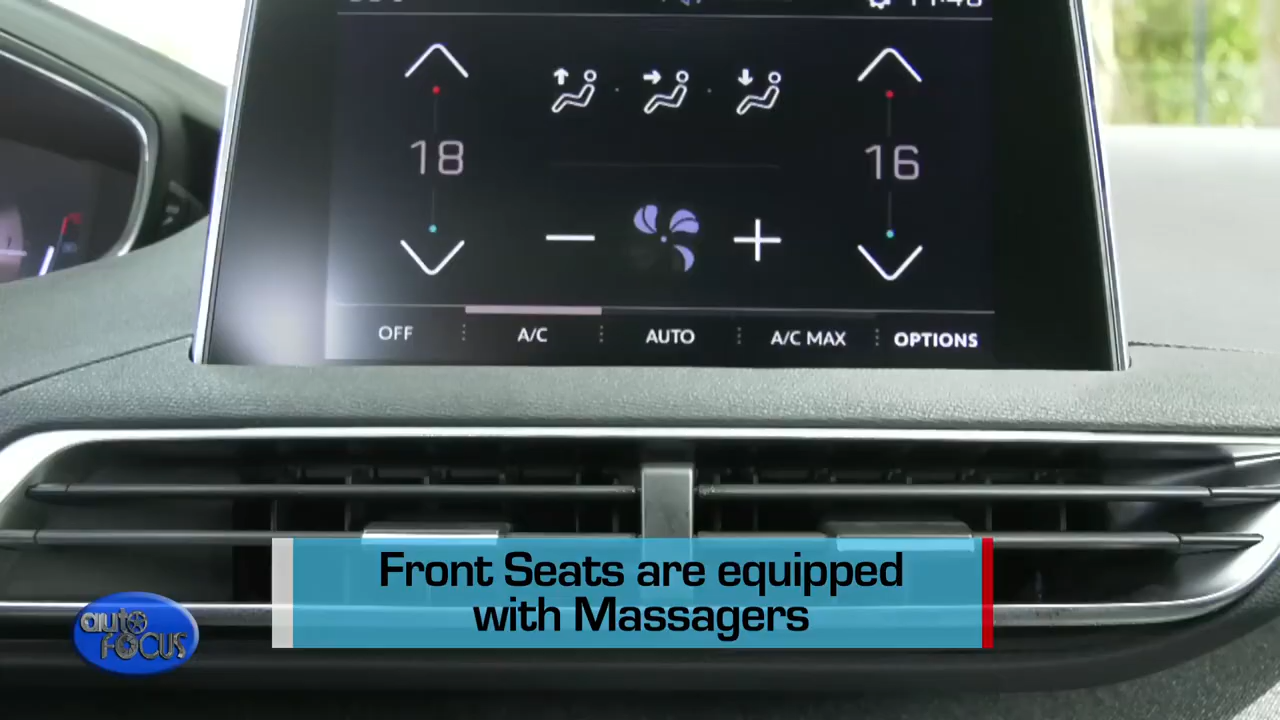 18
16
OFF
A/C
AUTO
A/C MAX
OPTIONS
Front Seats are equipped
with Massagers
auto
FOCUS